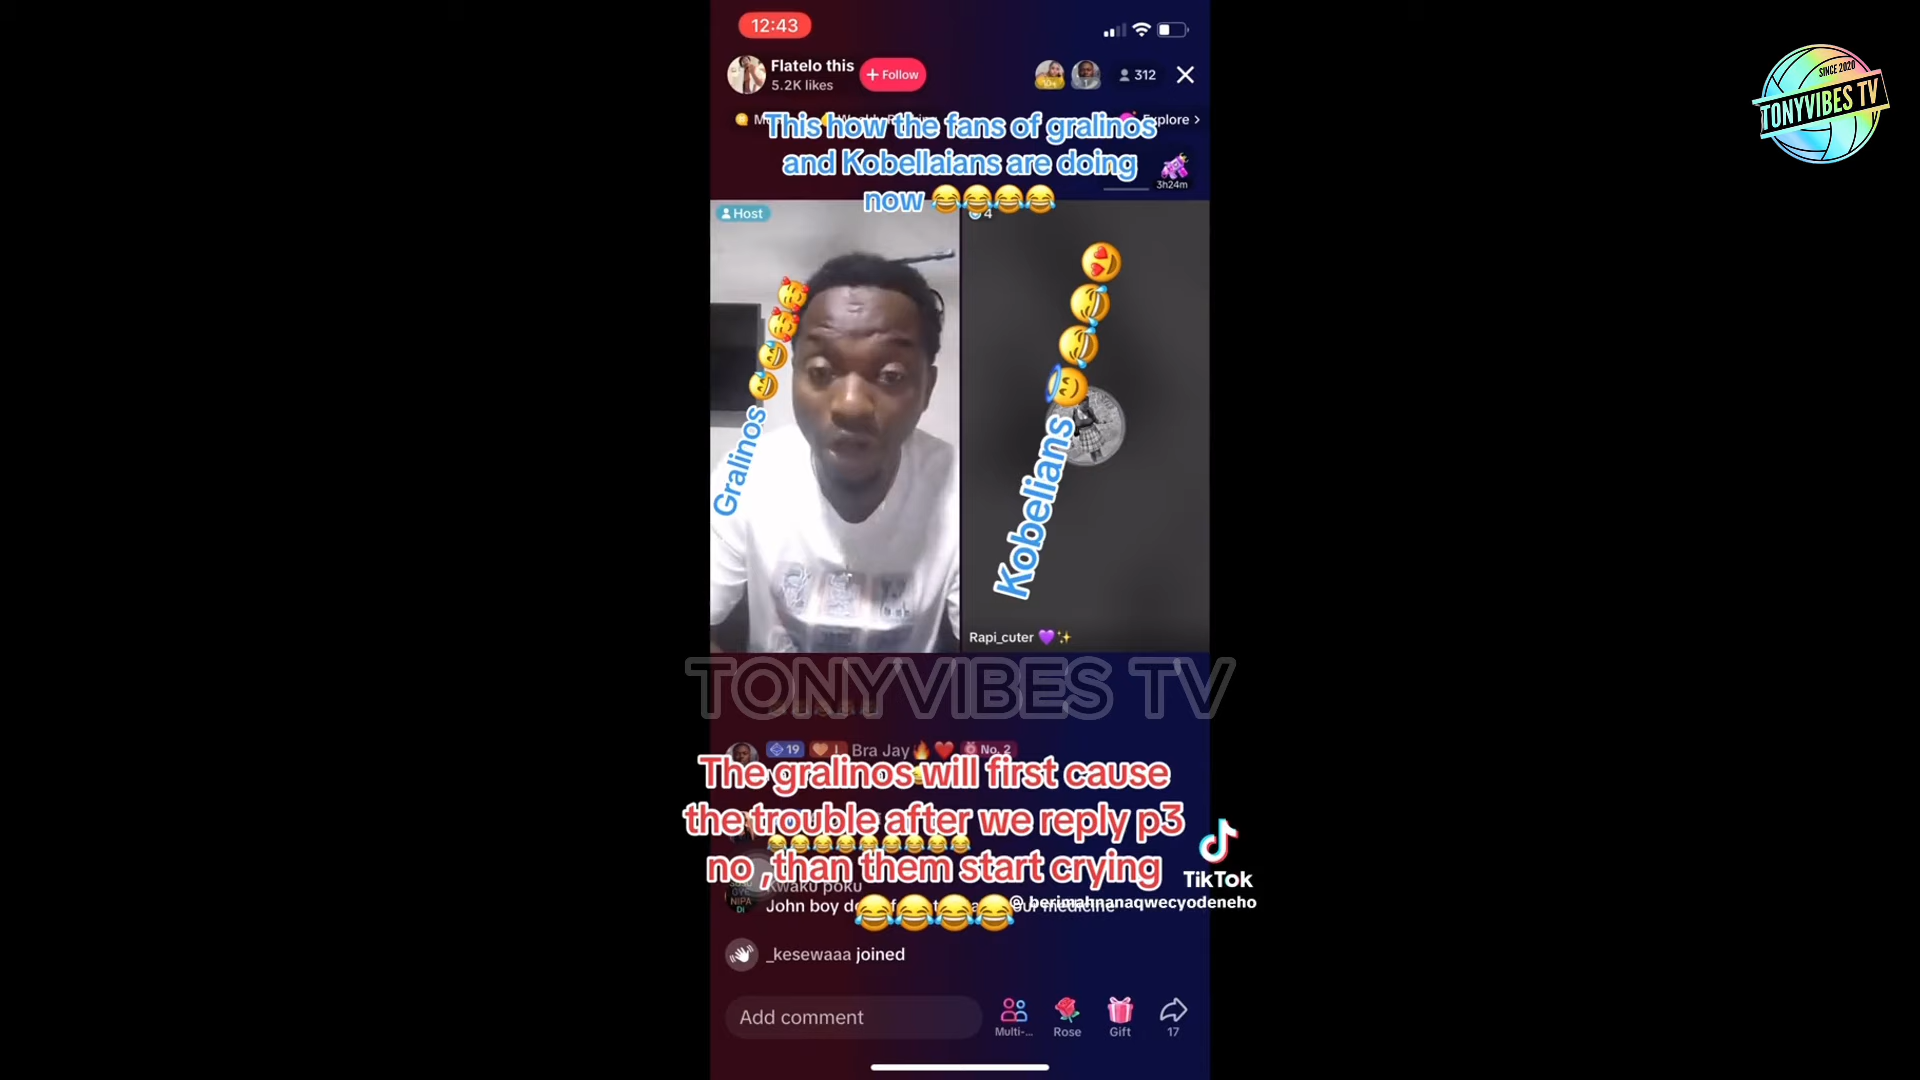 12:43
SINCE 2020
TONYVIBES TV
Flatelo this
5.2K likes
+ Follow
312
Explore >
This how the fans of gralinos
and Kobellaians are doing
now 😂😂😂😂
3h24m
Host
4
Gralinos 😅😅🥰🥰
Kobelians 😇😂😂😍
Rapi_cuter 💜✨
TONYVIBES TV
19
1
Bra Jay🔥❤️
No. 2
The gralinos will first cause
the trouble after we reply p3
no ,than them start crying
😂😂😂😂
kwaku poku
John boy
medicine
TikTok
@ berimahnanaqwecyodeneho
_kesewaaa joined
Add comment
Multi-...
Rose
Gift
17